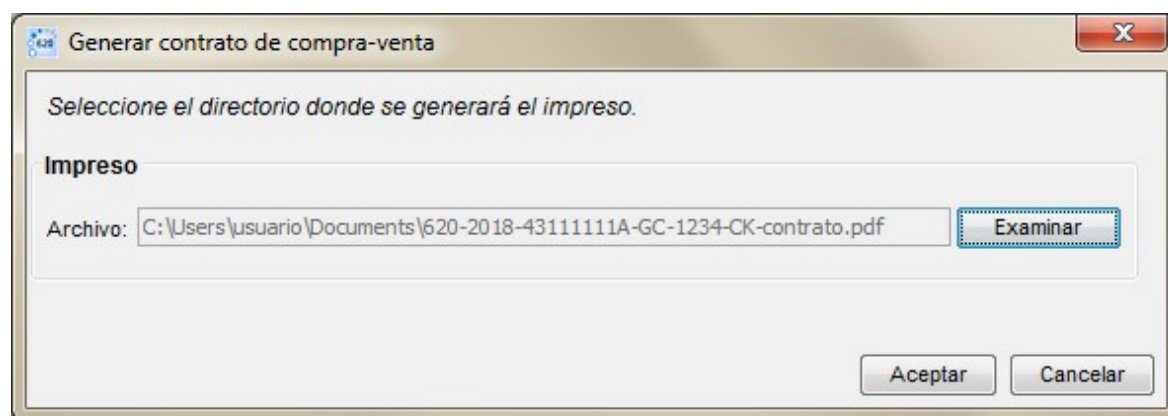 620 Generar contrato de compra-venta
Seleccione el directorio donde se generará el impreso.
Impreso
Archivo: C:\Users\usuario\Documents\620-2018-43111111A-GC-1234-CK-contrato.pdf Examinar
Aceptar Cancelar